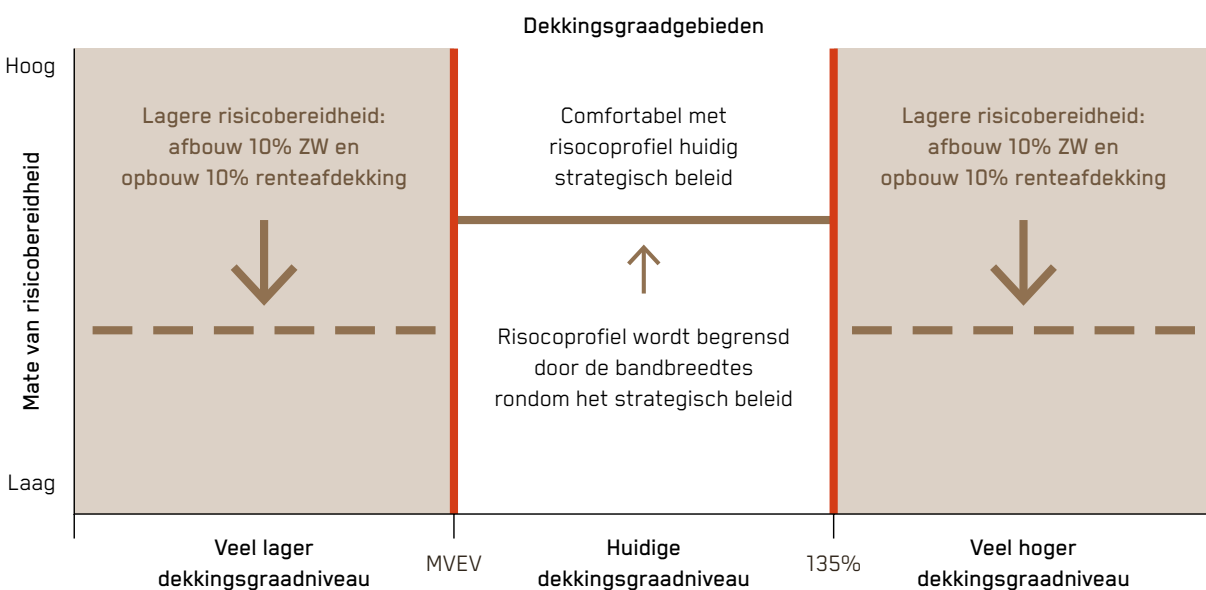 Dekkingsgraadgebieden
Hoog
Mate van risicobereidheid
Laag
Lagere risicobereidheid:
afbouw 10% ZW en
opbouw 10% renteafdekking
Comfortabel met
risocoprofiel huidig
strategisch beleid
Risocoprofiel wordt begrensd
door de bandbreedtes
rondom het strategisch beleid
Lagere risicobereidheid:
afbouw 10% ZW en
opbouw 10% renteafdekking
Veel lager
dekkingsgraadniveau
MVEV
Huidige
dekkingsgraadniveau
135%
Veel hoger
dekkingsgraadniveau